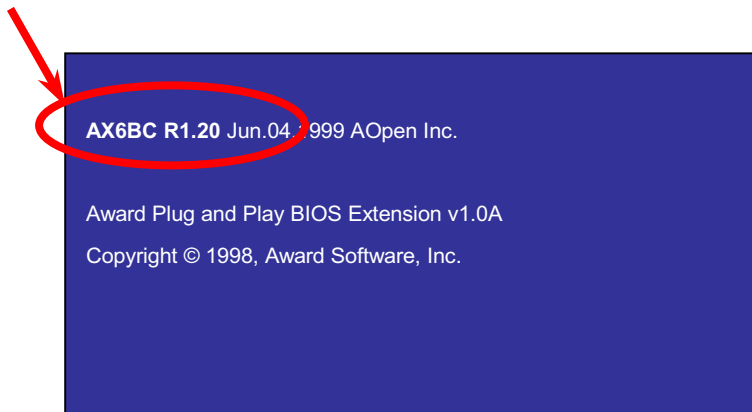 AX6BC R1.20 Jun.04.1999 AOpen Inc.
Award Plug and Play BIOS Extension v1.0A
Copyright © 1998, Award Software, Inc.